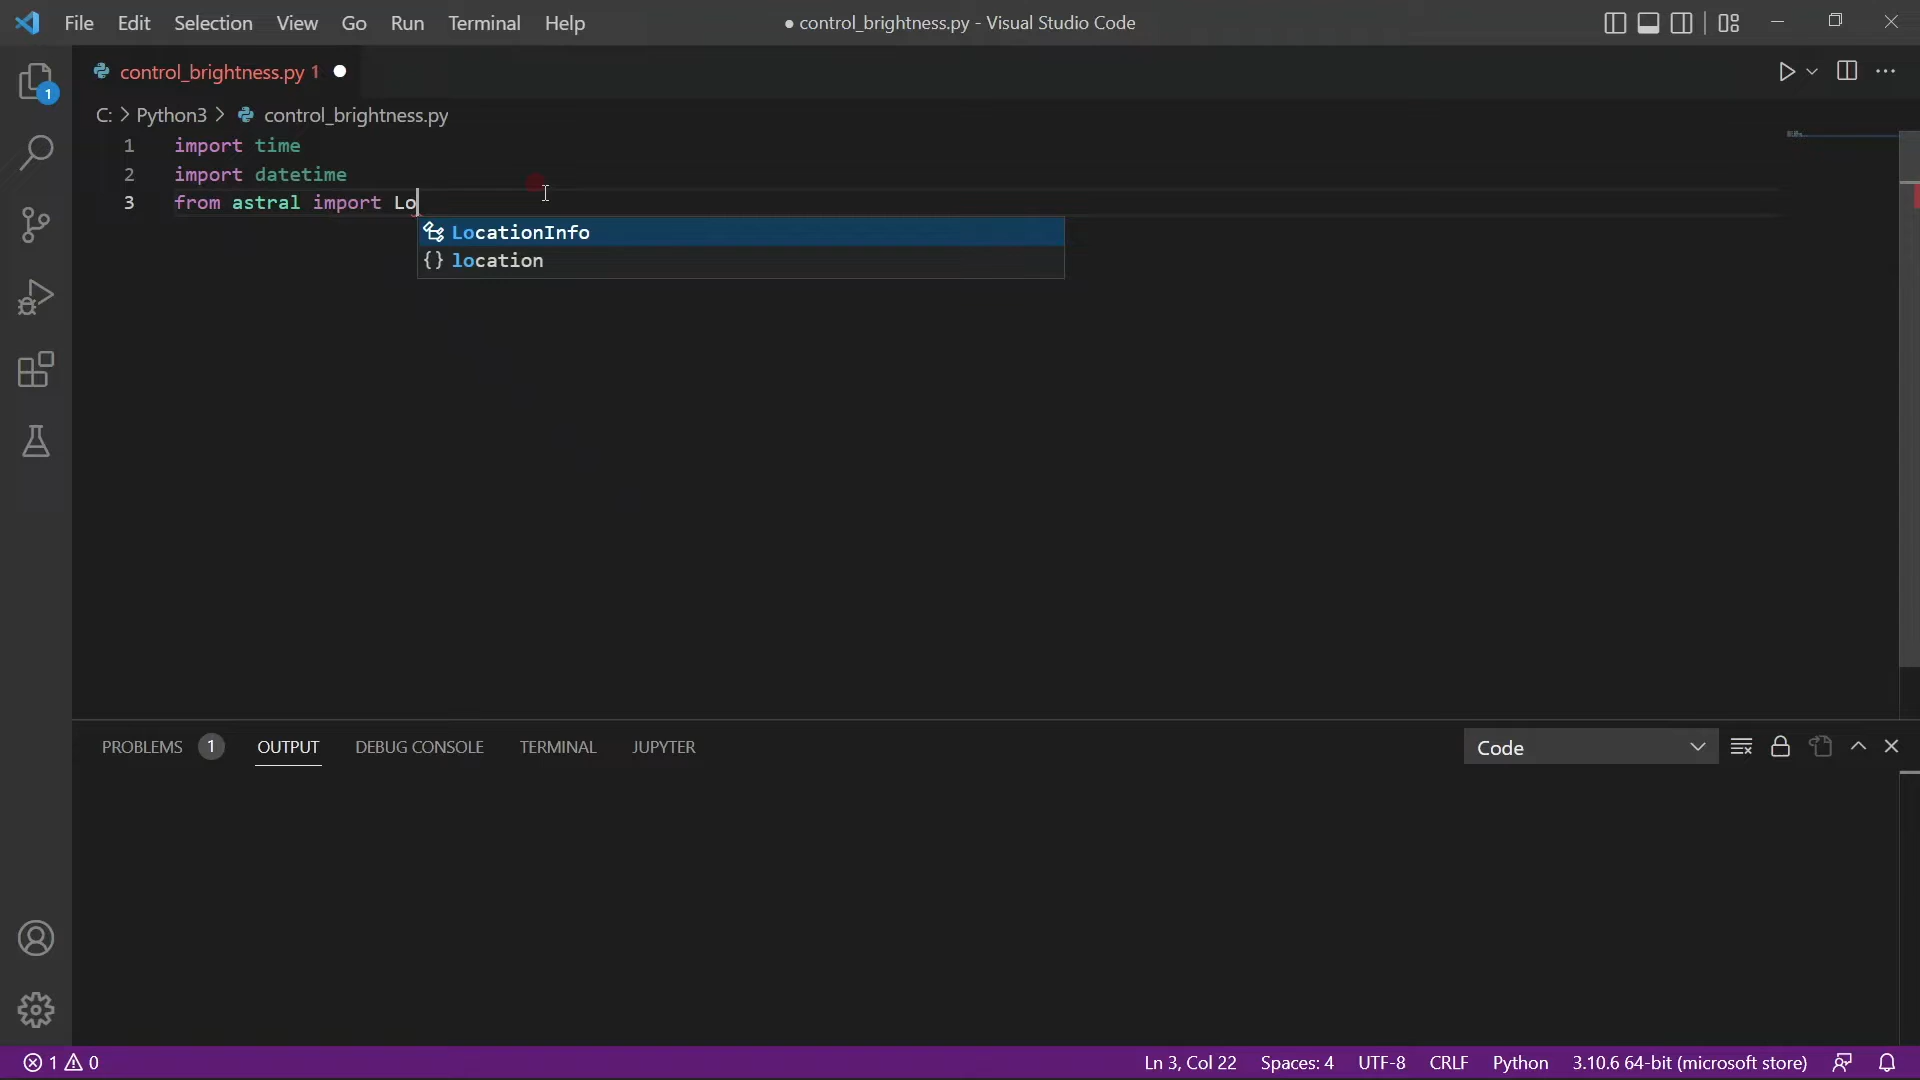 File Edit Selection View Go Run Terminal Help ● control_brightness.py - Visual Studio Code
control_brightness.py 1 ●
1
C: > Python3 > control_brightness.py
1 import time
2 import datetime
3 from astral import Lo
LocationInfo
{} location
PROBLEMS 1 OUTPUT DEBUG CONSOLE TERMINAL JUPYTER Code
1 0 Ln 3, Col 22 Spaces: 4 UTF-8 CRLF Python 3.10.6 64-bit (microsoft store)